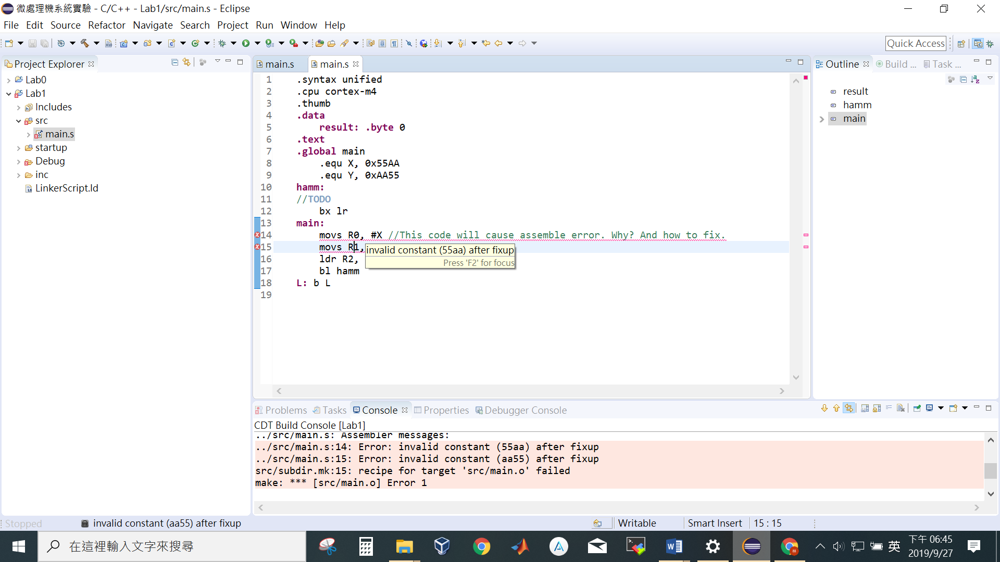 微處理機系統實驗 - C/C++ - Lab1/src/main.s - Eclipse
File Edit Source Refactor Navigate Search Project Run Window Help
Quick Access
Project Explorer
Lab0
Lab1
Includes
src
main.s
startup
Debug
inc
LinkerScript.ld
main.s main.s
1 .syntax unified
2 .cpu cortex-m4
3 .thumb
4 .data
5 result: .byte 0
6 .text
7 .global main
8 .equ X, 0x55AA
9 .equ Y, 0xAA55
10 hamm:
11 //TODO
12 bx lr
13 main:
14 movs R0, #X //This code will cause assemble error. Why? And how to fix.
15 movs R1,
16 ldr R2,
17 bl hamm
18 L: b L
19
invalid constant (55aa) after fixup
Press 'F2' for focus
Outline Build ... Task ...
result
hamm
main
Problems Tasks Console Properties Debugger Console
CDT Build Console [Lab1]
../src/main.s: Assembler messages:
../src/main.s:14: Error: invalid constant (55aa) after fixup
../src/main.s:15: Error: invalid constant (aa55) after fixup
src/subdir.mk:15: recipe for target 'src/main.o' failed
make: *** [src/main.o] Error 1
Stopped invalid constant (aa55) after fixup Writable Smart Insert 15 : 15
在這裡輸入文字來搜尋
英
下午 06:45
2019/9/27